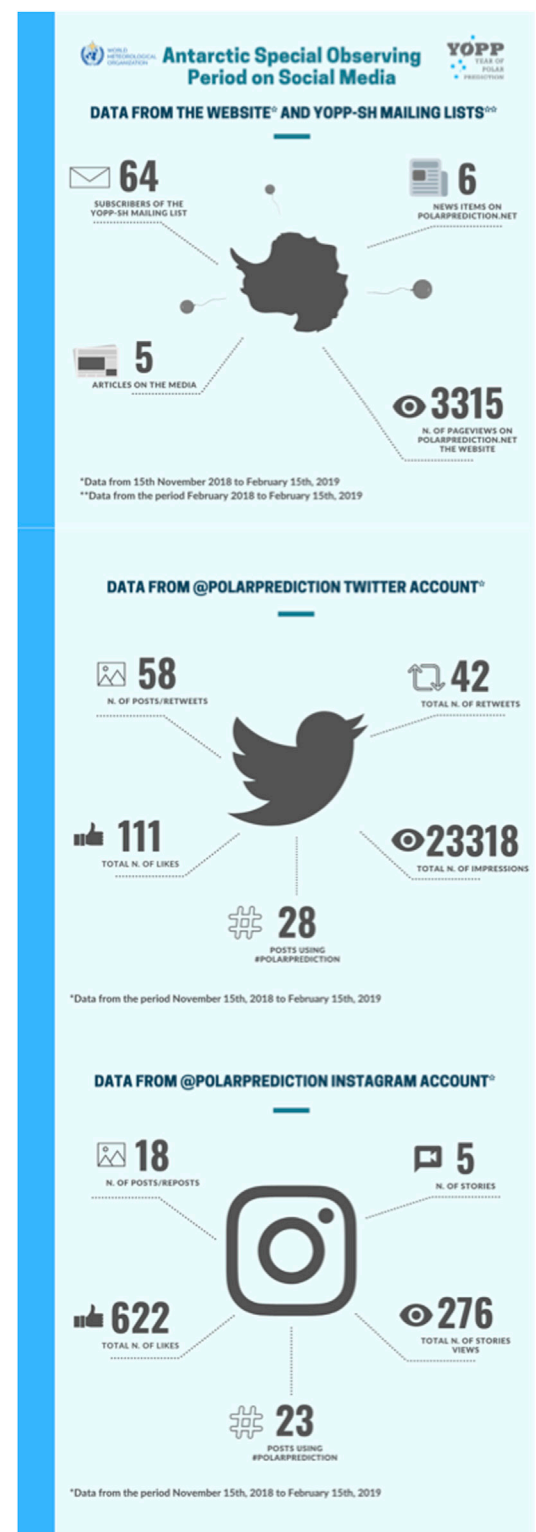 WORLD
METEOROLOGICAL
ORGANIZATION
Antarctic Special Observing
Period on Social Media
YOPP
YEAR OF
POLAR
PREDICTION
DATA FROM THE WEBSITE* AND YOPP-SH MAILING LISTS**
64
SUBSCRIBERS OF THE
YOPP-SH MAILING LIST
6
NEWS ITEMS ON
POLARPREDICTION.NET
5
ARTICLES ON THE MEDIA
3315
N. OF PAGEVIEWS ON
POLARPREDICTION.NET
THE WEBSITE
*Data from 15th November 2018 to February 15th, 2019
**Data from the period February 2018 to February 15th, 2019
DATA FROM @POLARPREDICTION TWITTER ACCOUNT*
58
N. OF POSTS/RETWEETS
42
TOTAL N. OF RETWEETS
111
TOTAL N. OF LIKES
23318
TOTAL N. OF IMPRESSIONS
28
POSTS USING
#POLARPREDICTION
*Data from the period November 15th, 2018 to February 15th, 2019
DATA FROM @POLARPREDICTION INSTAGRAM ACCOUNT*
18
N. OF POSTS/REPOSTS
5
N. OF STORIES
622
TOTAL N. OF LIKES
276
TOTAL N. OF STORIES
VIEWS
23
POSTS USING
#POLARPREDICTION
*Data from the period November 15th, 2018 to February 15th, 2019